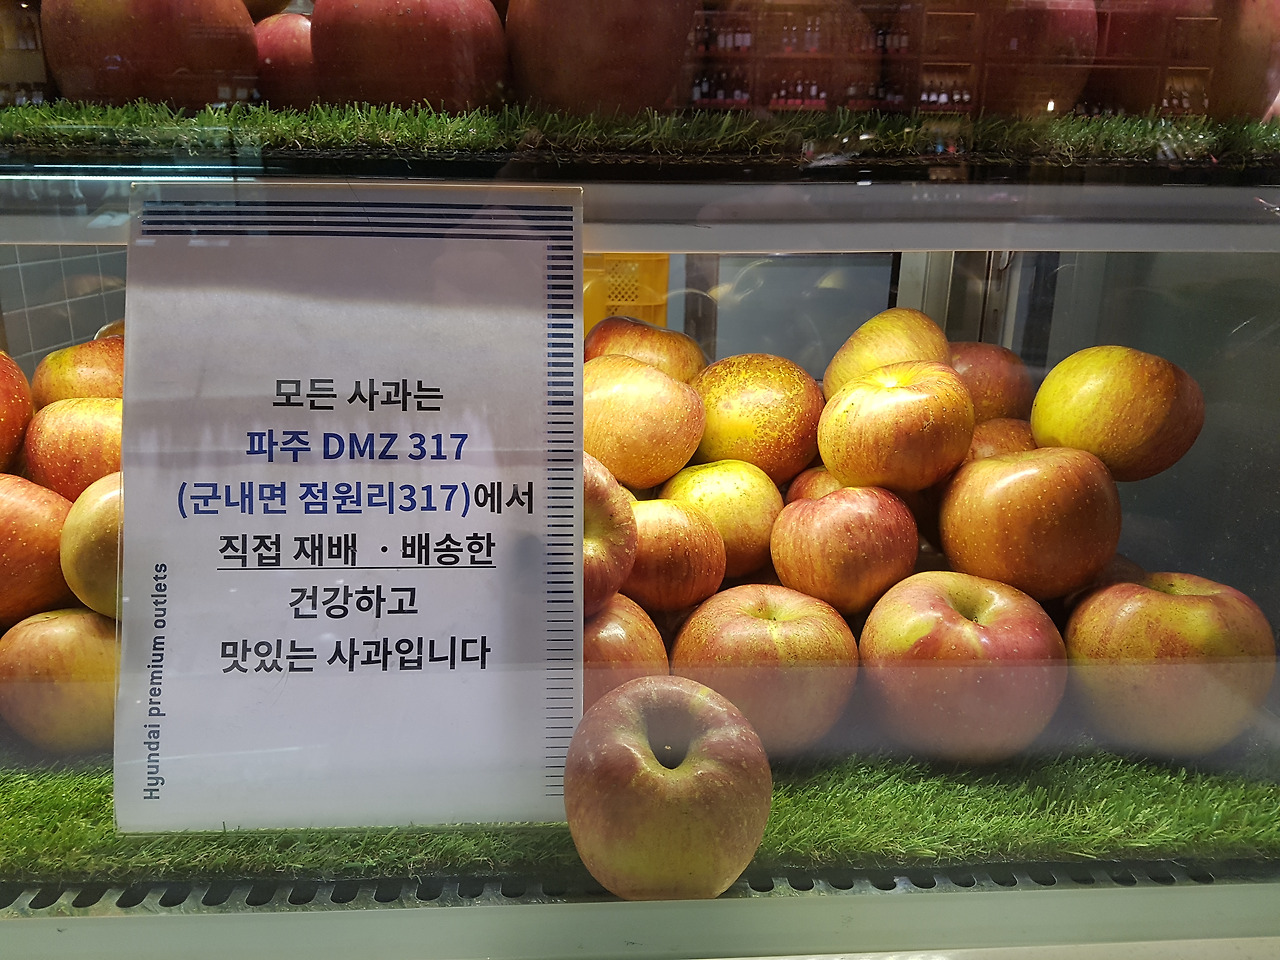 모든 사과는
파주 DMZ 317
(군내면 점원리317)에서
직접 재배 · 배송한
건강하고
맛있는 사과입니다
Hyundai premium outlets